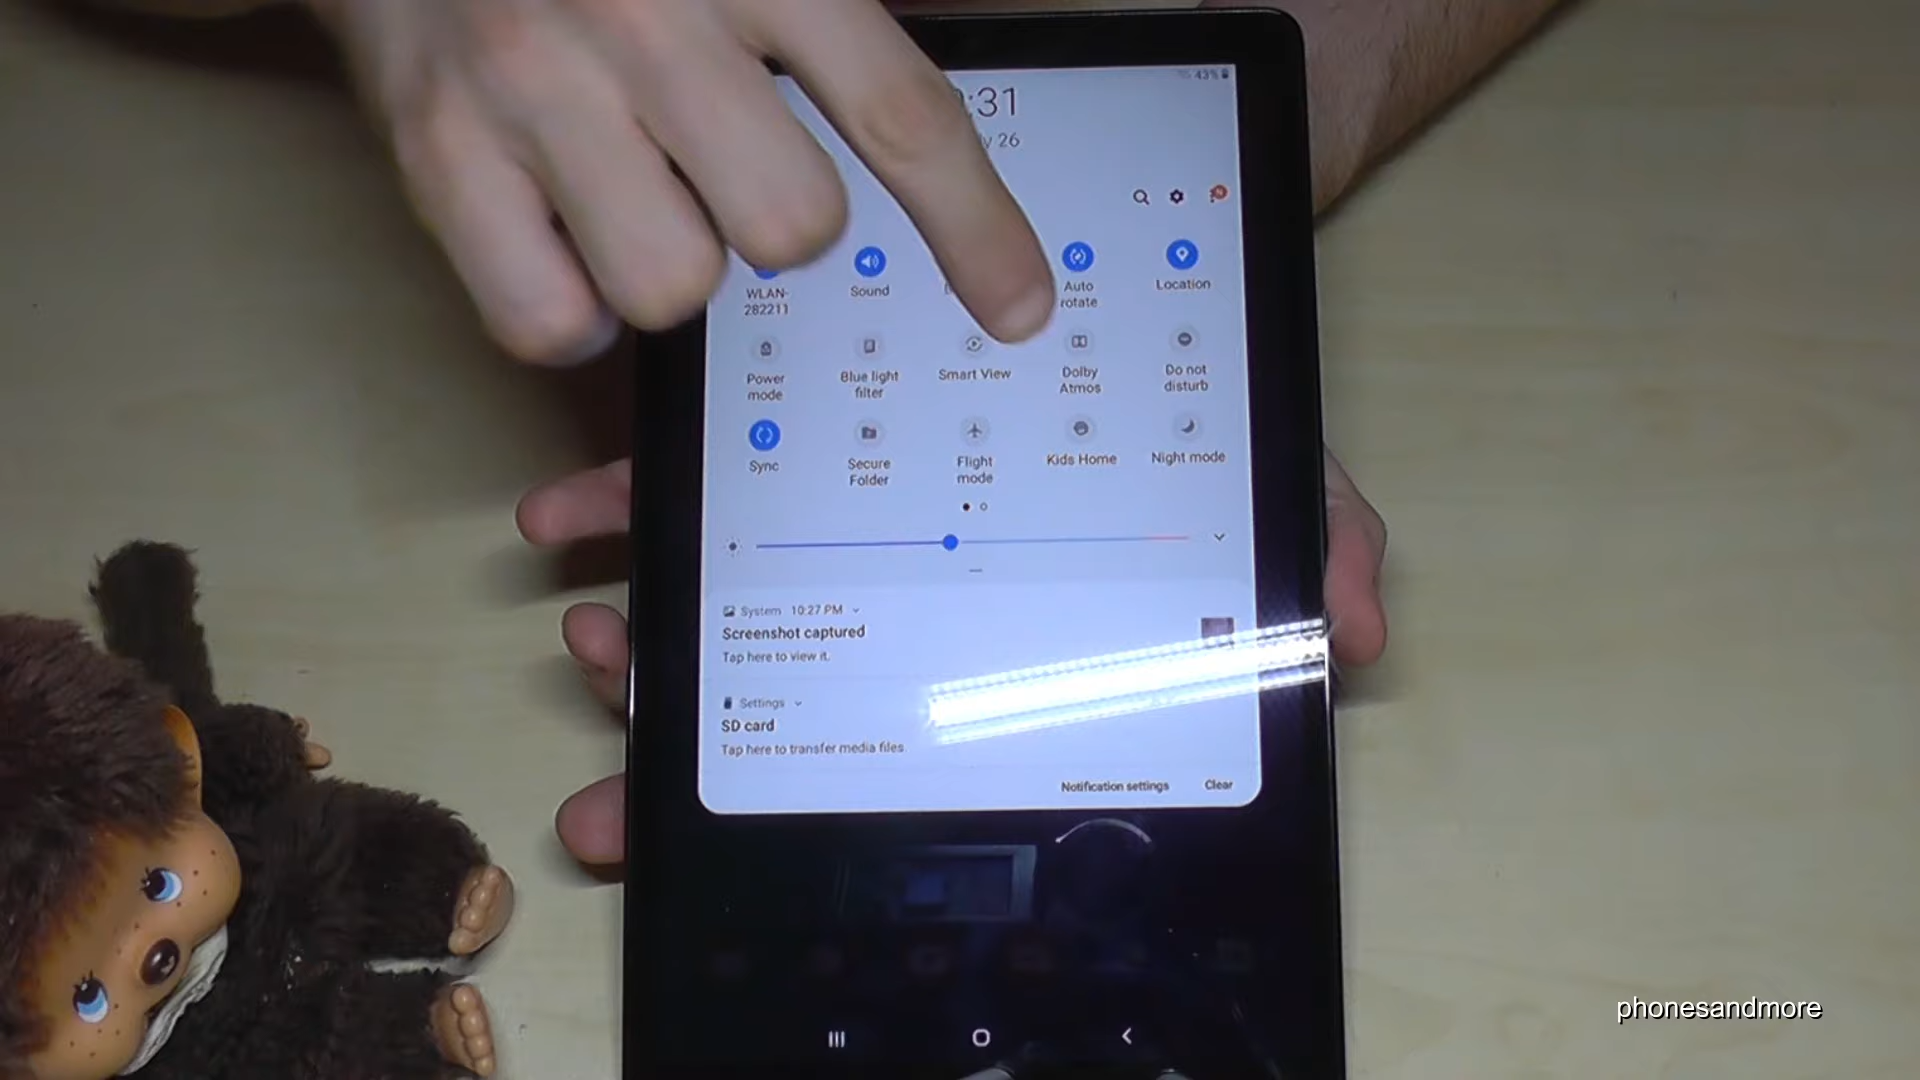 43%
:31
26
WLAN-
282211
Sound
Auto
rotate
Location
Power
mode
Blue light
filter
Smart View
Dolby
Atmos
Do not
disturb
Sync
Secure
Folder
Flight
mode
Kids Home
Night mode
System 10:27 PM
Screenshot captured
Tap here to view it.
Settings
SD card
Tap here to transfer media files.
Notification settings Clear
phonesandmore